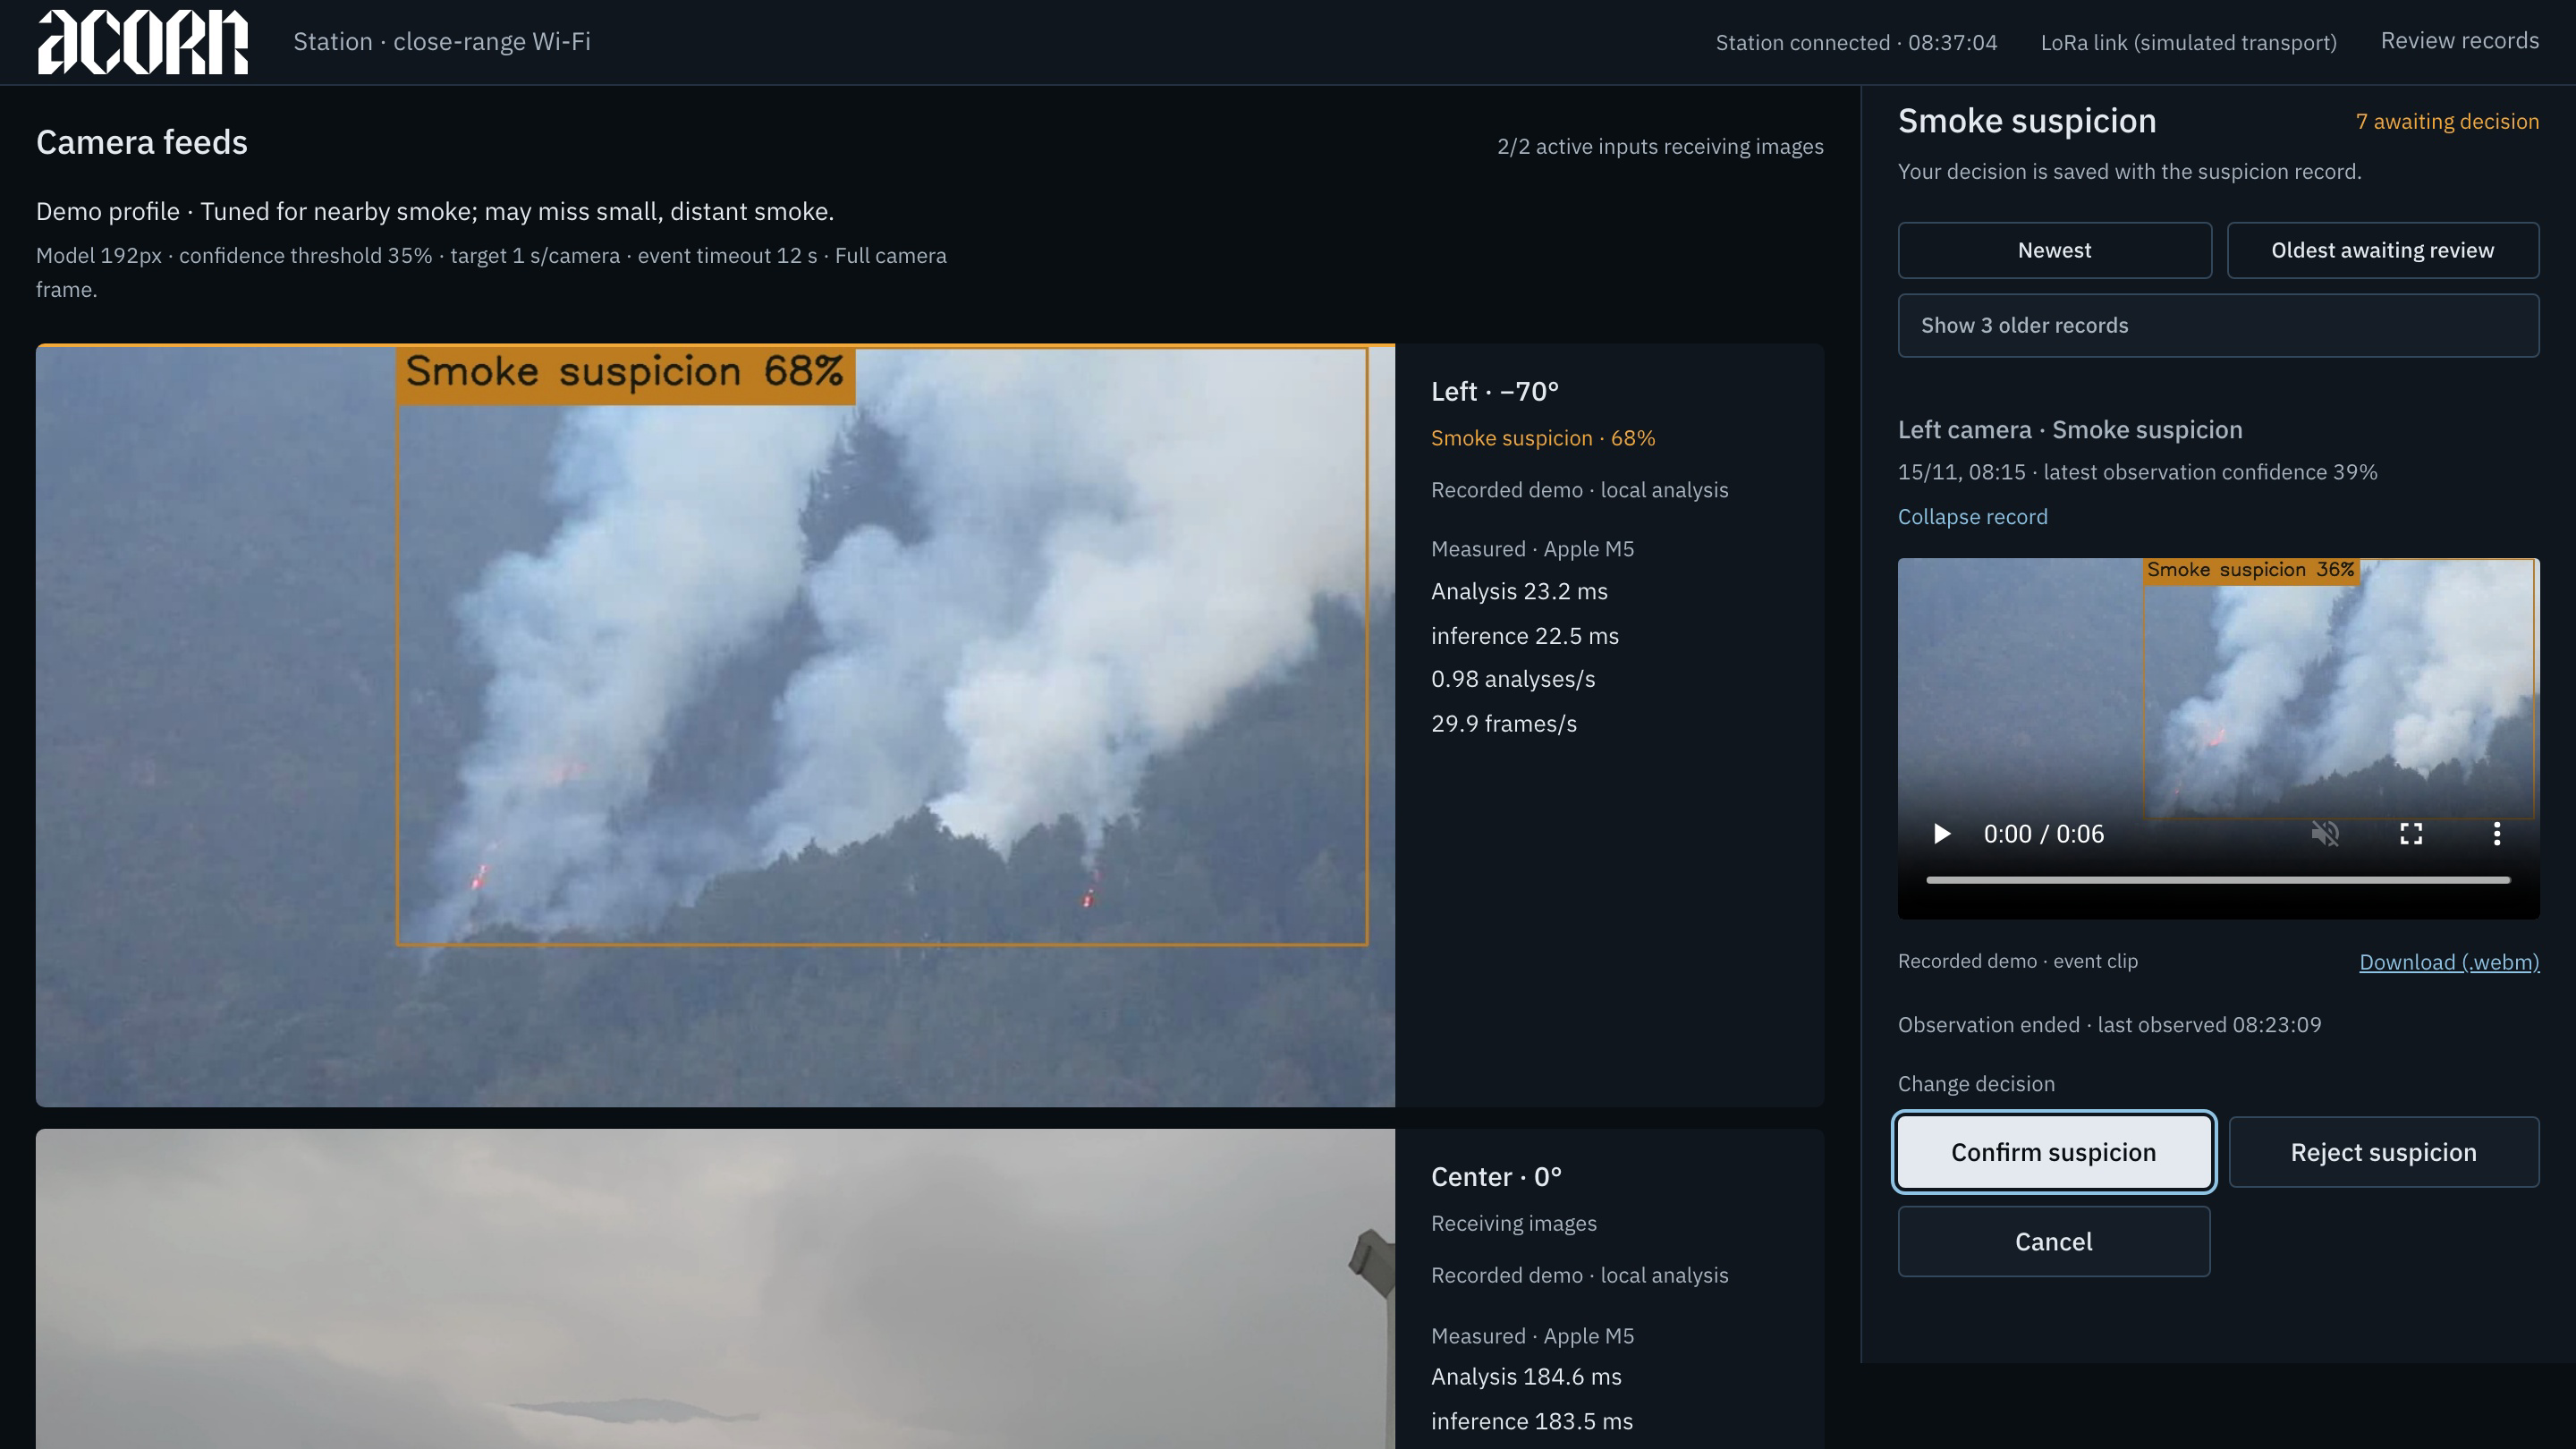 acorn
Station · close-range Wi-Fi
Station connected · 08:37:04
LoRa link (simulated transport)
Review records
Camera feeds
2/2 active inputs receiving images
Demo profile · Tuned for nearby smoke; may miss small, distant smoke.
Model 192px · confidence threshold 35% · target 1 s/camera · event timeout 12 s · Full camera
frame.
Smoke suspicion 68%
Left · −70°
Smoke suspicion · 68%
Recorded demo · local analysis
Measured · Apple M5
Analysis 23.2 ms
inference 22.5 ms
0.98 analyses/s
29.9 frames/s
Center · 0°
Receiving images
Recorded demo · local analysis
Measured · Apple M5
Analysis 184.6 ms
inference 183.5 ms
Smoke suspicion
7 awaiting decision
Your decision is saved with the suspicion record.
Newest
Oldest awaiting review
Show 3 older records
Left camera · Smoke suspicion
15/11, 08:15 · latest observation confidence 39%
Collapse record
Smoke suspicion 36%
0:00 / 0:06
Recorded demo · event clip
Download (.webm)
Observation ended · last observed 08:23:09
Change decision
Confirm suspicion
Reject suspicion
Cancel